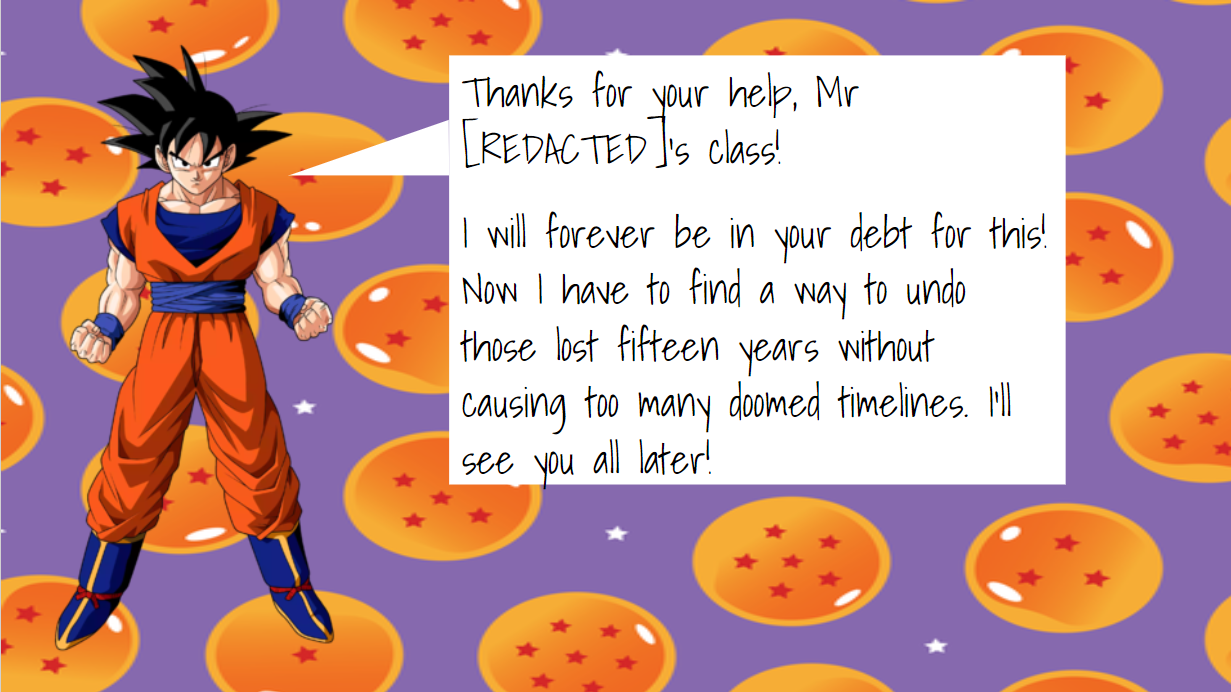 Thanks for your help, Mr
[REDACTED]'s class!
I will forever be in your debt for this!
Now I have to find a way to undo
those lost fifteen years without
causing too many doomed timelines. I'll
see you all later!